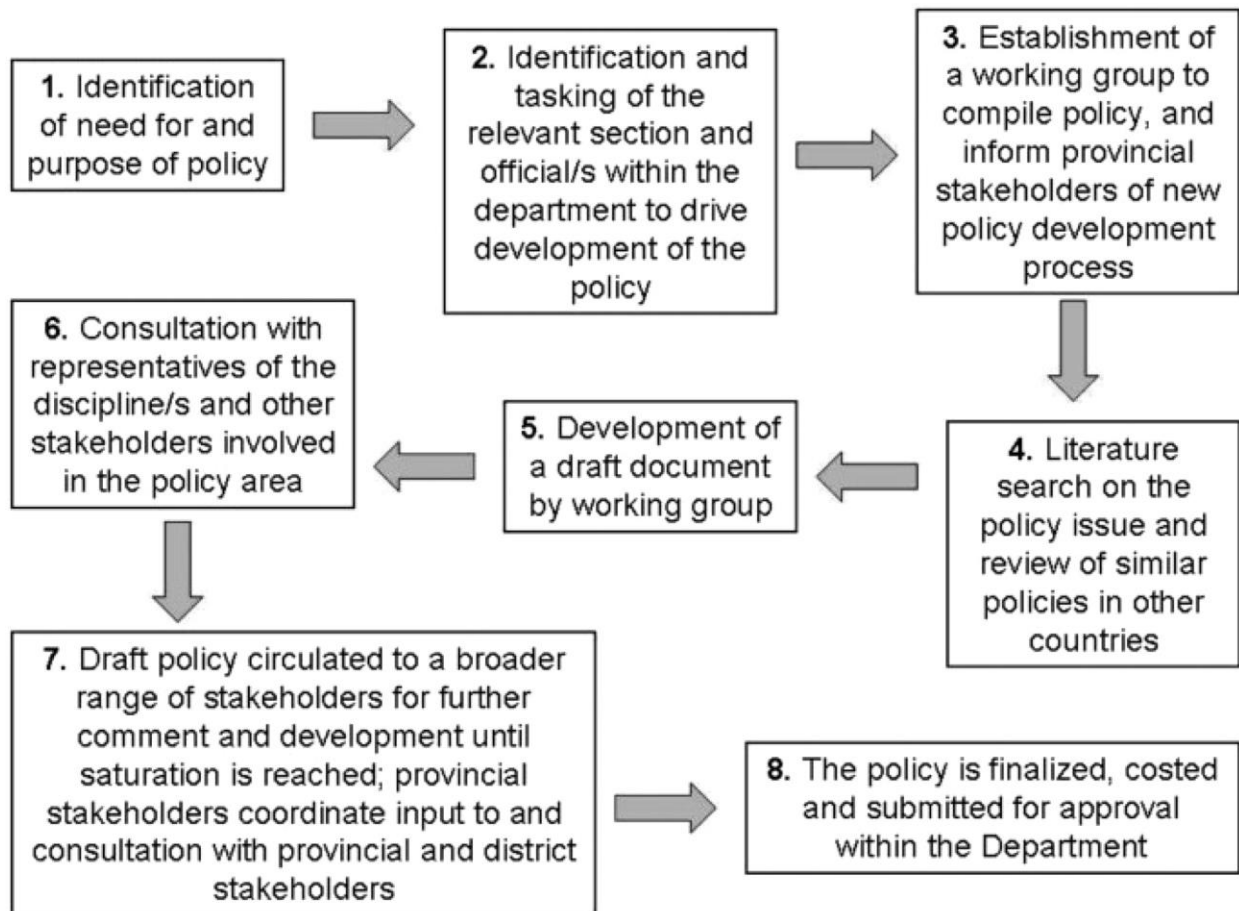 1. Identification
of need for and
purpose of policy
2. Identification and
tasking of the
relevant section and
official/s within the
department to drive
development of the
policy
3. Establishment of
a working group to
compile policy, and
inform provincial
stakeholders of new
policy development
process
4. Literature
search on the
policy issue and
review of similar
policies in other
countries
5. Development of
a draft document
by working group
6. Consultation with
representatives of the
discipline/s and other
stakeholders involved
in the policy area
7. Draft policy circulated to a broader
range of stakeholders for further
comment and development until
saturation is reached; provincial
stakeholders coordinate input to and
consultation with provincial and district
stakeholders
8. The policy is finalized, costed
and submitted for approval
within the Department